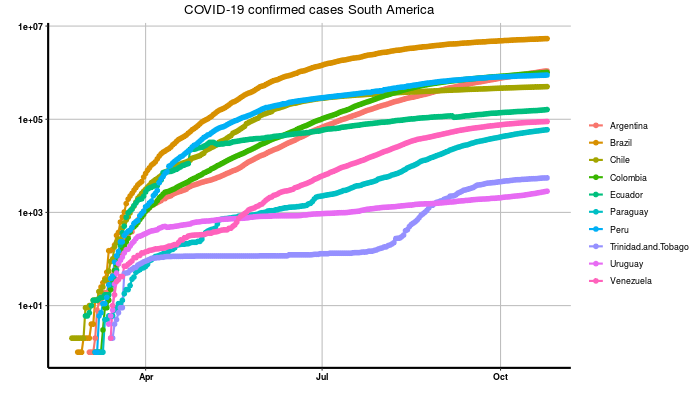 COVID-19 confirmed cases South America
1e+07
1e+05
1e+03
1e+01
Apr Jul Oct
Argentina
Brazil
Chile
Colombia
Ecuador
Paraguay
Peru
Trinidad.and.Tobago
Uruguay
Venezuela